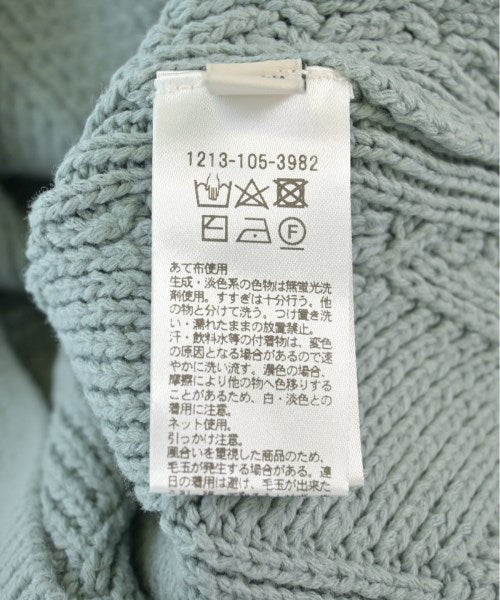 1213-105-3982
F
あて布使用
生成・淡色系の色物は無蛍光洗
剤使用。すすぎは十分行う。他
の物と分けて洗う。つけ置き洗
い・濡れたままの放置禁止。
汗・飲料水等の付着物は、変色
の原因となる場合があるので速
やかに洗い流す。濃色の場合、
摩擦により他の物へ色移りする
ことがあるため、白・淡色との
着用に注意。
ネット使用。
引っかけ注意。
風合いを重視した商品のため、
毛玉が発生する場合がある。連
日の着用は避け、毛玉が出来た